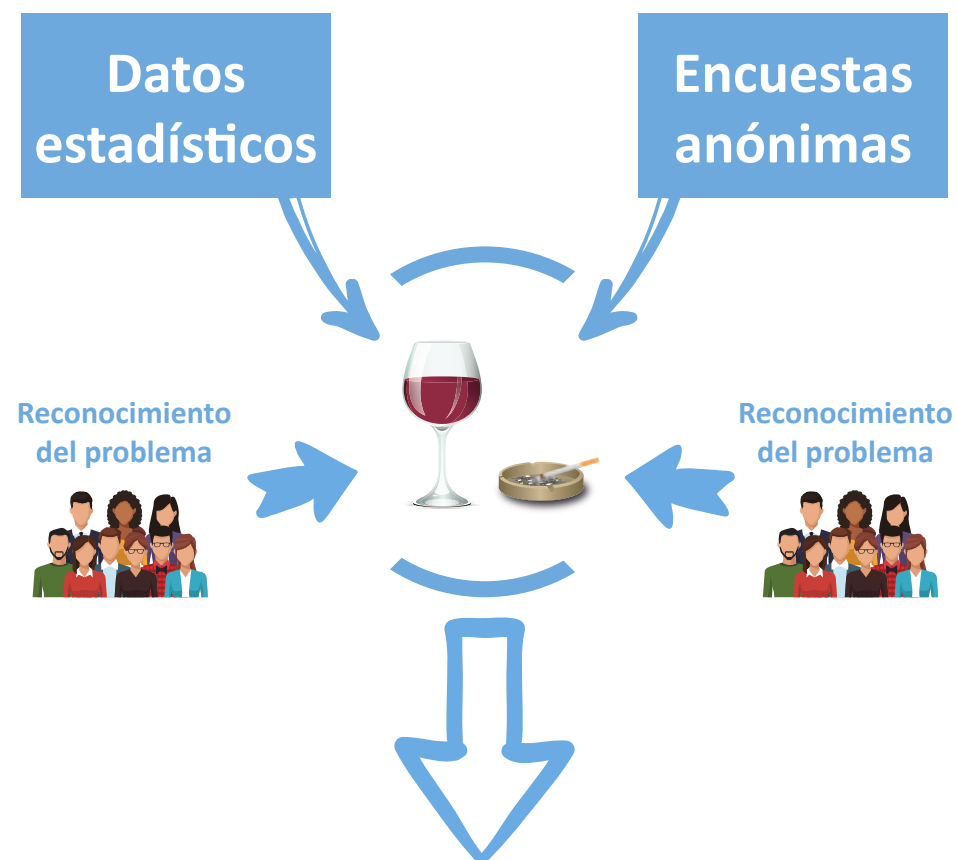 Datos
estadísticos
Encuestas
anónimas
Reconocimiento
del problema
Reconocimiento
del problema